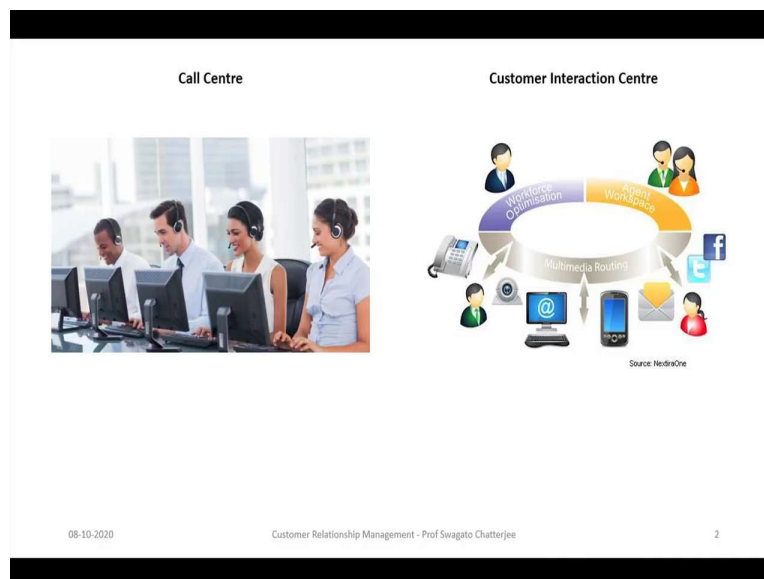 Call Centre
Customer Interaction Centre
Workforce
Optimisation
Agent
Workspace
Multimedia Routing
f
t
@
Source: NextiraOne
08-10-2020
Customer Relationship Management - Prof Swagato Chatterjee
2